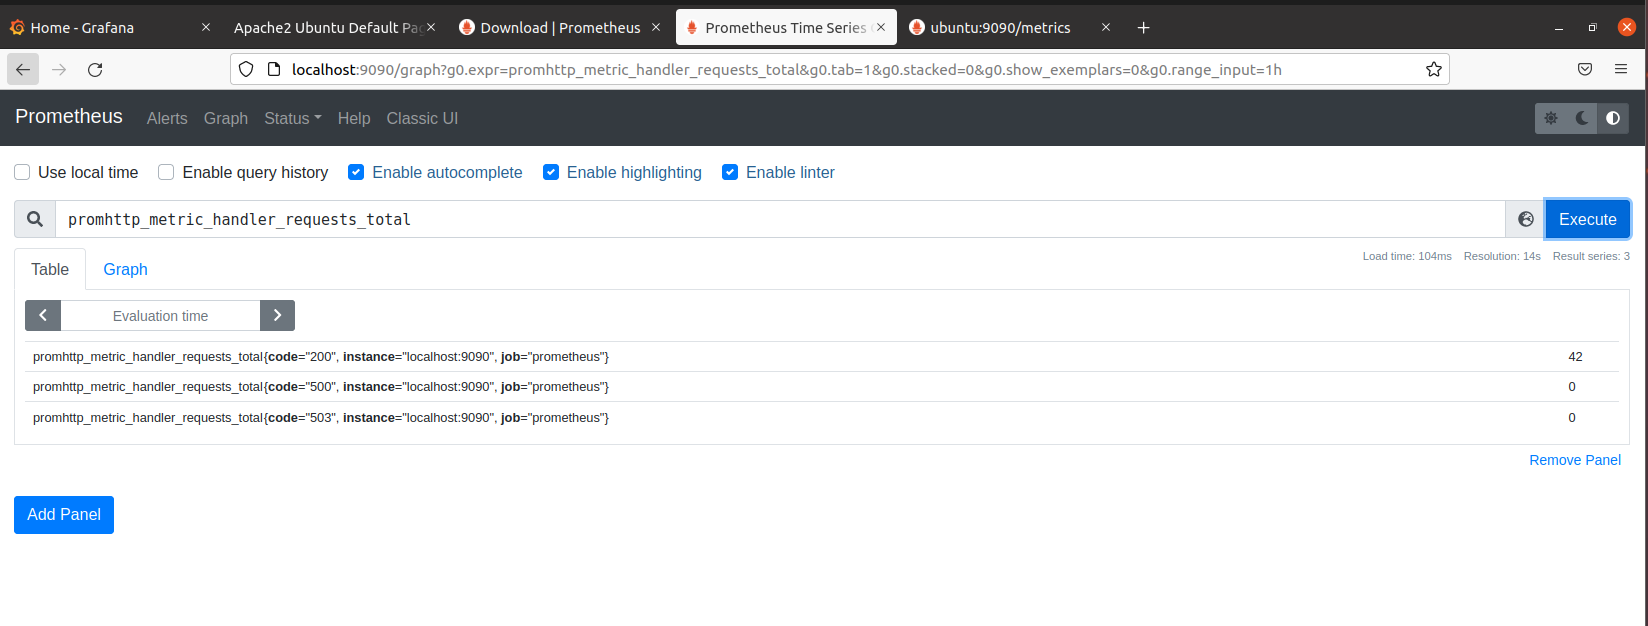 Home - Grafana
Apache2 Ubuntu Default Pag
Download | Prometheus
Prometheus Time Series
ubuntu:9090/metrics
localhost:9090/graph?g0.expr=promhttp_metric_handler_requests_total&g0.tab=1&g0.stacked=0&g0.show_exemplars=0&g0.range_input=1h
Prometheus Alerts Graph Status Help Classic UI
Use local time Enable query history Enable autocomplete Enable highlighting Enable linter
promhttp_metric_handler_requests_total Execute
Table Graph Load time: 104ms Resolution: 14s Result series: 3
Evaluation time
promhttp_metric_handler_requests_total{code="200", instance="localhost:9090", job="prometheus"} 42
promhttp_metric_handler_requests_total{code="500", instance="localhost:9090", job="prometheus"} 0
promhttp_metric_handler_requests_total{code="503", instance="localhost:9090", job="prometheus"} 0
Remove Panel
Add Panel